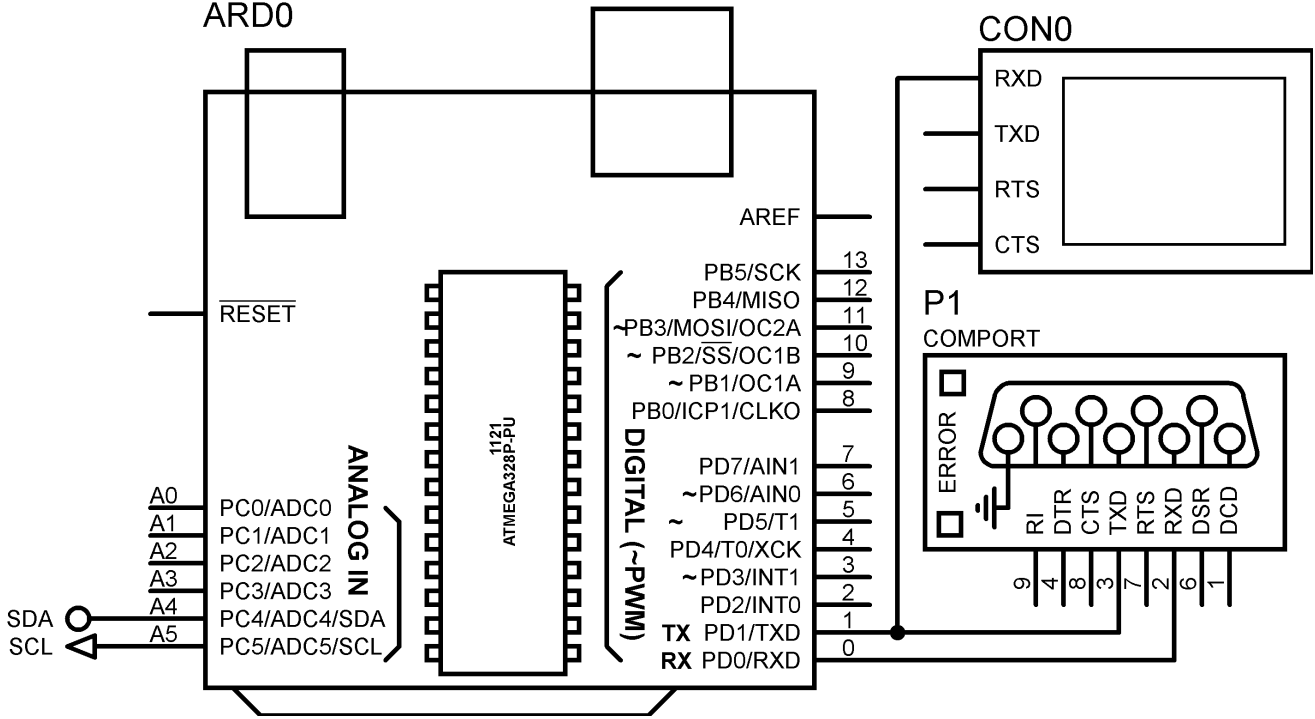 ARD0
RESET
A0 PC0/ADC0
A1 PC1/ADC1
A2 PC2/ADC2
A3 PC3/ADC3
SDA A4 PC4/ADC4/SDA
SCL A5 PC5/ADC5/SCL
ANALOG IN
1121
ATMEGA328P-PU
DIGITAL (~PWM)
AREF
PB5/SCK 13
PB4/MISO 12
~PB3/MOSI/OC2A 11
~ PB2/SS/OC1B 10
~ PB1/OC1A 9
PB0/ICP1/CLKO 8
PD7/AIN1 7
~PD6/AIN0 6
~ PD5/T1 5
PD4/T0/XCK 4
~PD3/INT1 3
PD2/INT0 2
TX PD1/TXD 1
RX PD0/RXD 0
CON0
RXD
TXD
RTS
CTS
P1
COMPORT
ERROR
RI DTR CTS TXD RTS RXD DSR DCD
9 4 8 3 7 2 6 1